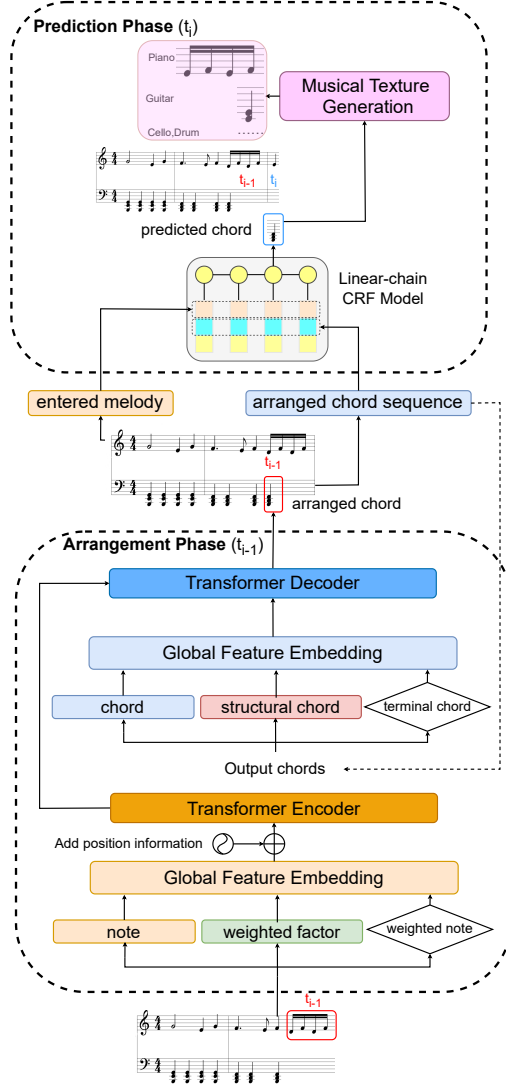 Prediction Phase (ti)
Piano
Guitar
Cello,Drum
Musical Texture
Generation
ti-1
ti
predicted chord
Linear-chain
CRF Model
entered melody
arranged chord sequence
ti-1
arranged chord
Arrangement Phase (ti-1)
Transformer Decoder
Global Feature Embedding
chord
structural chord
terminal chord
Output chords
Transformer Encoder
Add position information
Global Feature Embedding
note
weighted factor
weighted note
ti-1